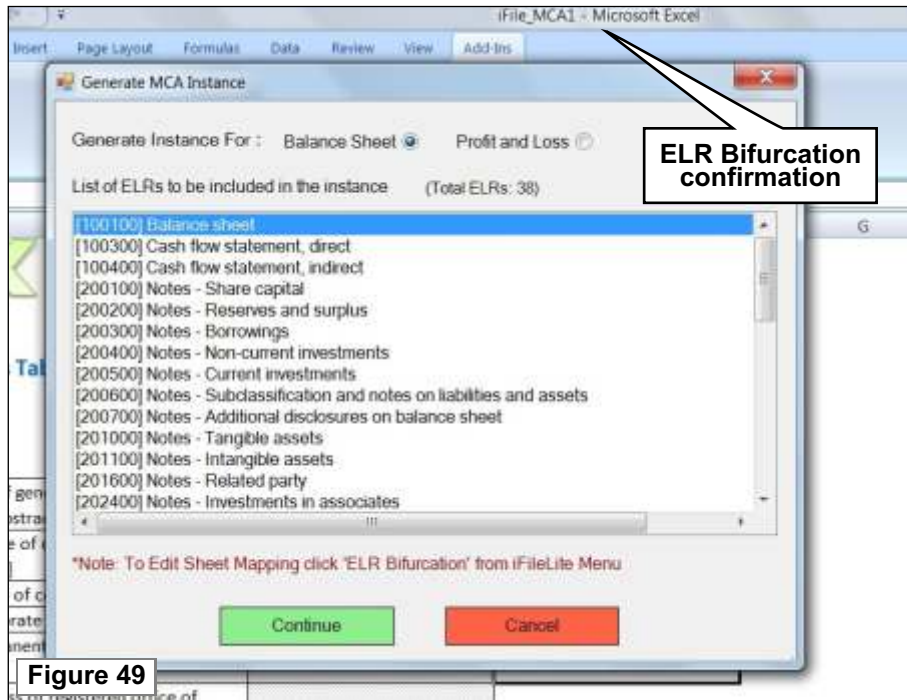 iFile_MCA1 - Microsoft Excel
Insert Page Layout Formulas Data Review View Add-Ins
Generate MCA Instance
Generate Instance For : Balance Sheet Profit and Loss
ELR Bifurcation
confirmation
List of ELRs to be included in the instance (Total ELRs: 38)
[100100] Balance sheet
G
[100300] Cash flow statement, direct
[100400] Cash flow statement, indirect
[200100] Notes - Share capital
[200200] Notes - Reserves and surplus
[200300] Notes - Borrowings
[200400] Notes - Non-current investments
[200500] Notes - Current investments
[200600] Notes - Subclassification and notes on liabilities and assets
[200700] Notes - Additional disclosures on balance sheet
[201000] Notes - Tangible assets
[201100] Notes - Intangible assets
[201600] Notes - Related party
[202400] Notes - Investments in associates
*Note: To Edit Sheet Mapping click 'ELR Bifurcation' from iFileLite Menu
Continue Cancel
Figure 49
registered office of